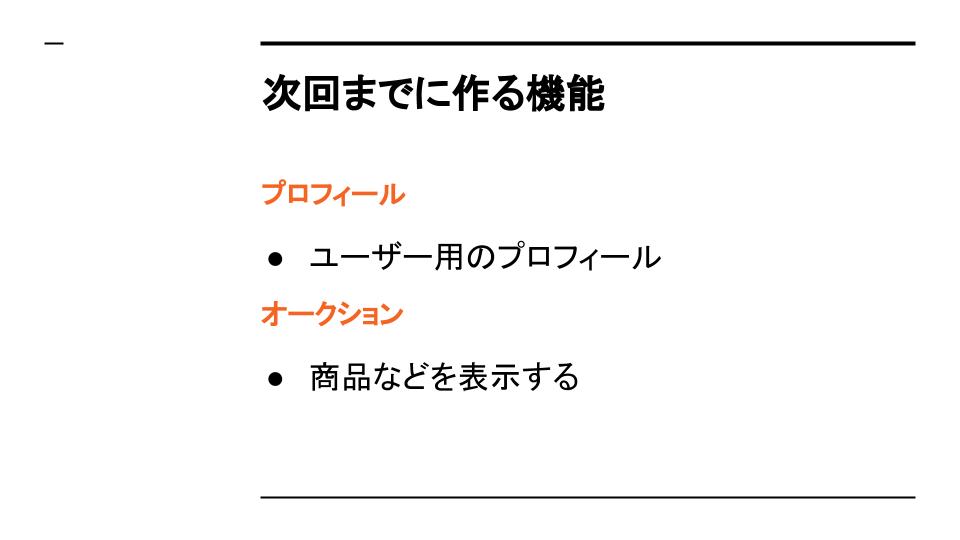 次回までに作る機能
プロフィール
● ユーザー用のプロフィール
オークション
● 商品などを表示する